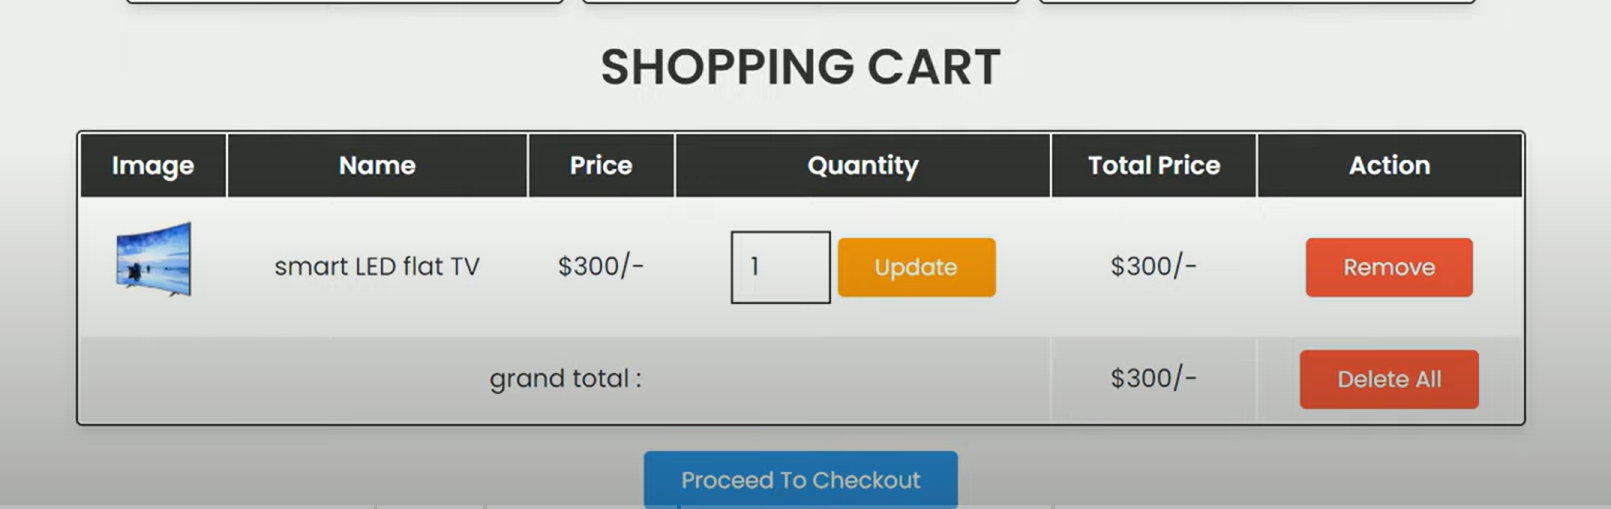 SHOPPING CART
Image Name Price Quantity Total Price Action
smart LED flat TV $300/- 1 Update $300/- Remove
grand total : $300/- Delete All
Proceed To Checkout